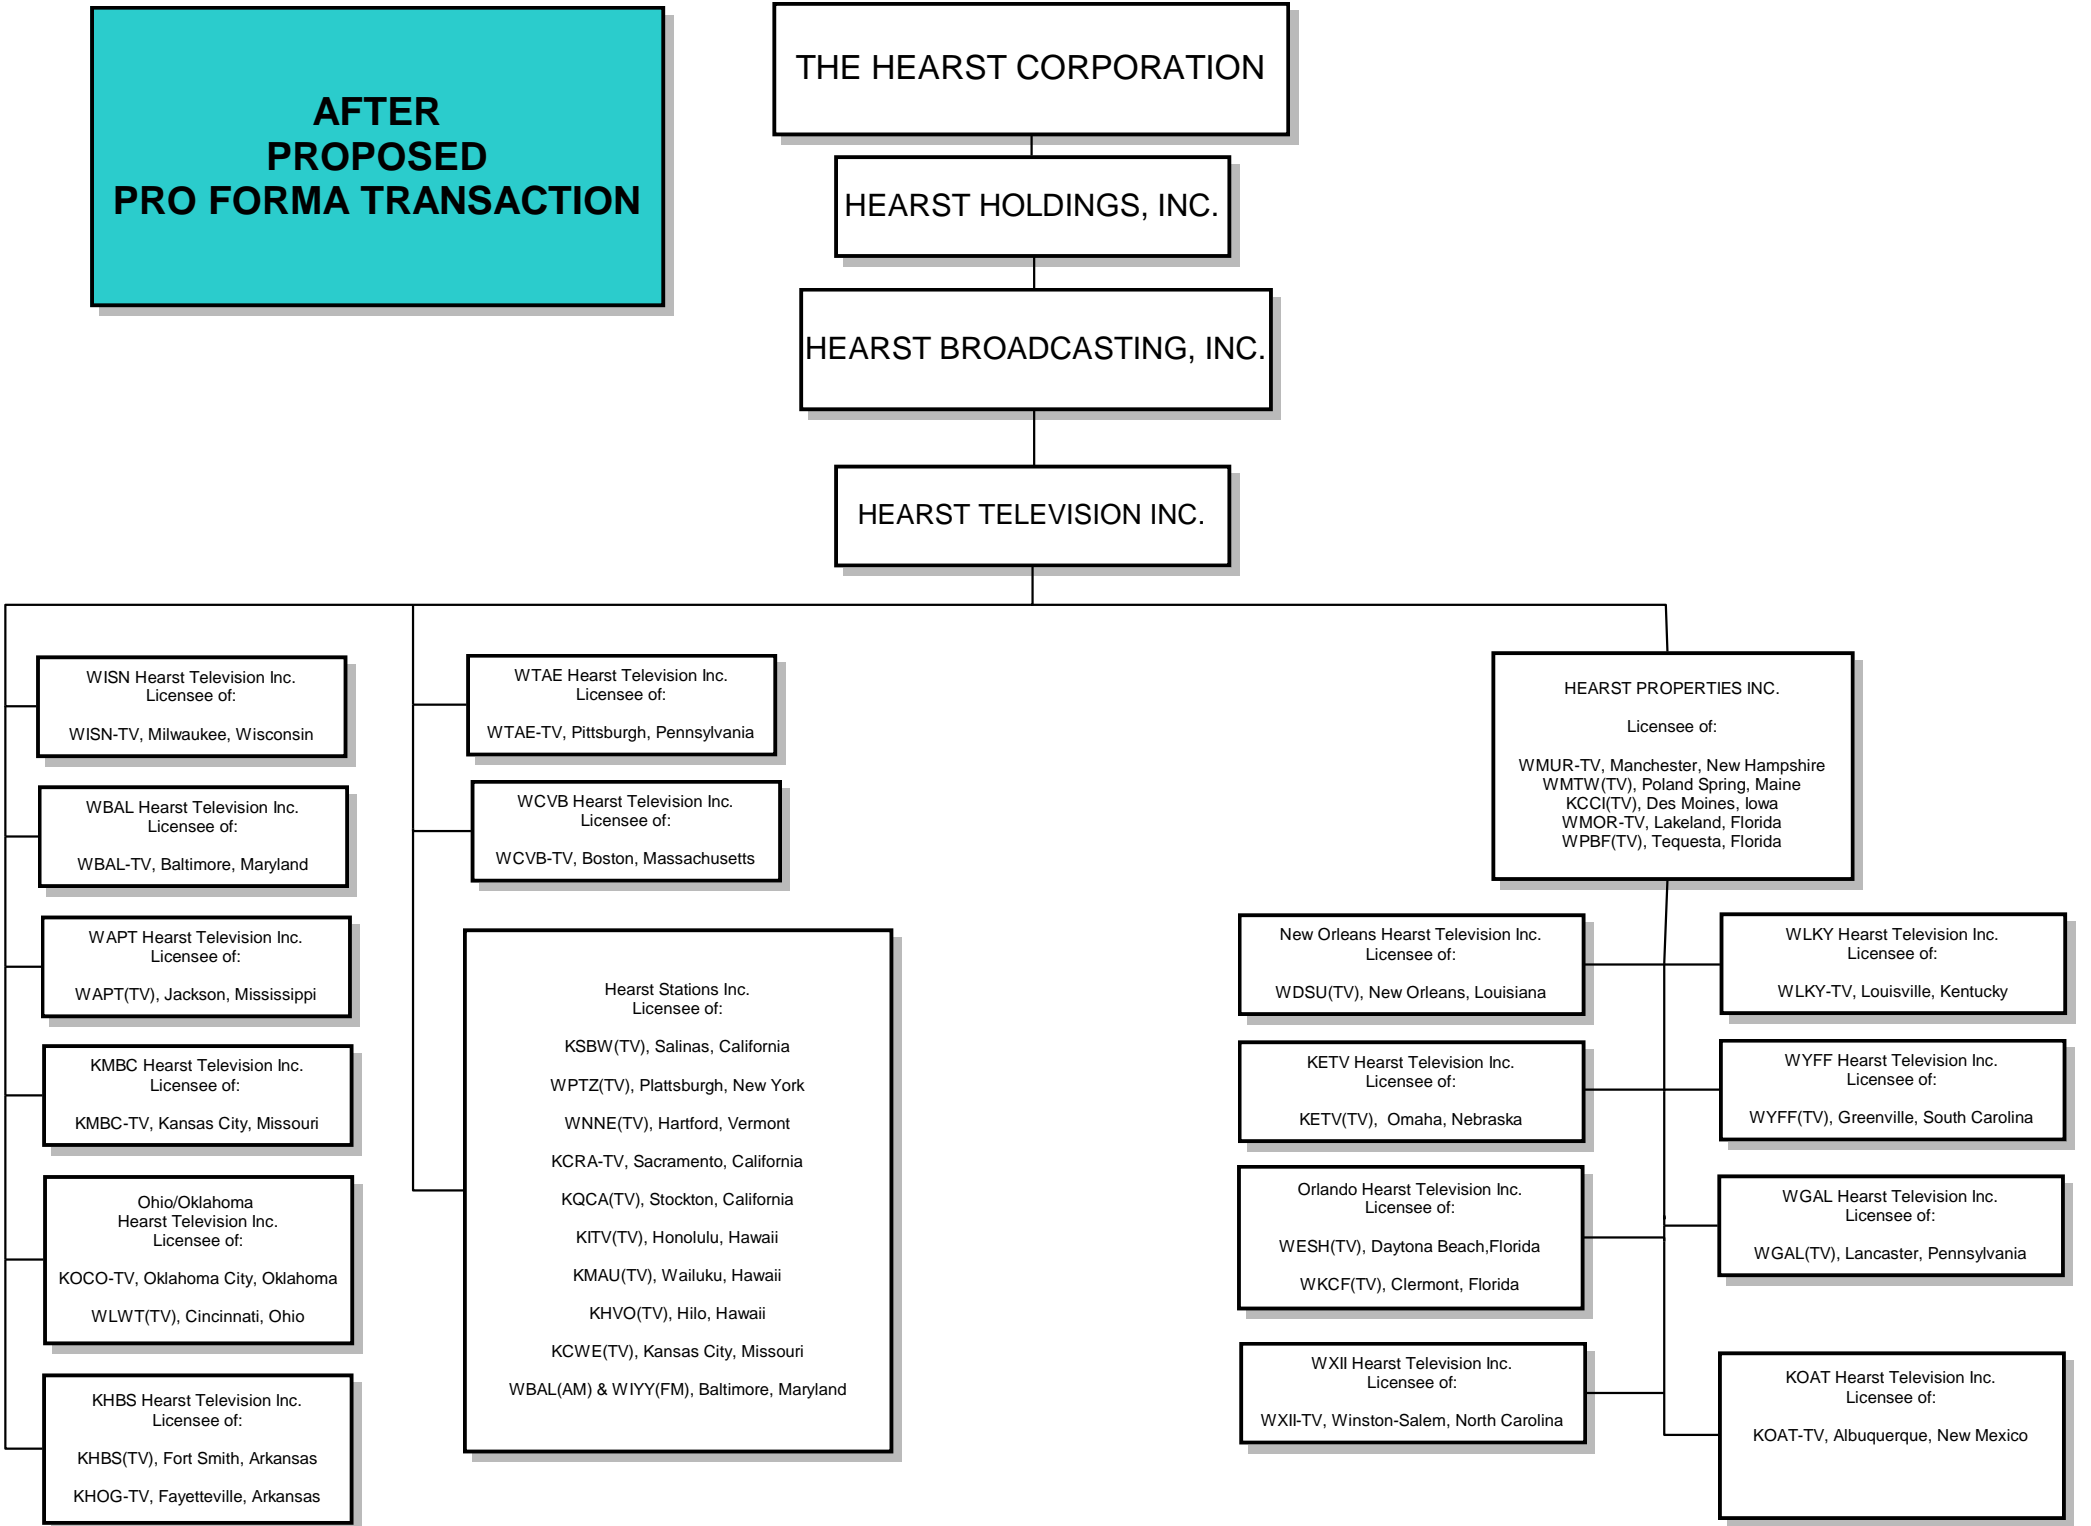 AFTER
PROPOSED
PRO FORMA TRANSACTION
THE HEARST CORPORATION
HEARST HOLDINGS, INC.
HEARST BROADCASTING, INC.
HEARST TELEVISION INC.
WISN Hearst Television Inc.
Licensee of:
WISN-TV, Milwaukee, Wisconsin
WBAL Hearst Television Inc.
Licensee of:
WBAL-TV, Baltimore, Maryland
WAPT Hearst Television Inc.
Licensee of:
WAPT(TV), Jackson, Mississippi
KMBC Hearst Television Inc.
Licensee of:
KMBC-TV, Kansas City, Missouri
Ohio/Oklahoma
Hearst Television Inc.
Licensee of:
KOCO-TV, Oklahoma City, Oklahoma
WLWT(TV), Cincinnati, Ohio
KHBS Hearst Television Inc.
Licensee of:
KHBS(TV), Fort Smith, Arkansas
KHOG-TV, Fayetteville, Arkansas
WTAE Hearst Television Inc.
Licensee of:
WTAE-TV, Pittsburgh, Pennsylvania
WCVB Hearst Television Inc.
Licensee of:
WCVB-TV, Boston, Massachusetts
Hearst Stations Inc.
Licensee of:
KSBW(TV), Salinas, California
WPTZ(TV), Plattsburgh, New York
WNNE(TV), Hartford, Vermont
KCRA-TV, Sacramento, California
KQCA(TV), Stockton, California
KITV(TV), Honolulu, Hawaii
KMAU(TV), Wailuku, Hawaii
KHVO(TV), Hilo, Hawaii
KCWE(TV), Kansas City, Missouri
WBAL(AM) & WIYY(FM), Baltimore, Maryland
HEARST PROPERTIES INC.
Licensee of:
WMUR-TV, Manchester, New Hampshire
WMTW(TV), Poland Spring, Maine
KCCI(TV), Des Moines, Iowa
WMOR-TV, Lakeland, Florida
WPBF(TV), Tequesta, Florida
New Orleans Hearst Television Inc.
Licensee of:
WDSU(TV), New Orleans, Louisiana
KETV Hearst Television Inc.
Licensee of:
KETV(TV),  Omaha, Nebraska
Orlando Hearst Television Inc.
Licensee of:
WESH(TV), Daytona Beach,Florida
WKCF(TV), Clermont, Florida
WXII Hearst Television Inc.
Licensee of:
WXII-TV, Winston-Salem, North Carolina
WLKY Hearst Television Inc.
Licensee of:
WLKY-TV, Louisville, Kentucky
WYFF Hearst Television Inc.
Licensee of:
WYFF(TV), Greenville, South Carolina
WGAL Hearst Television Inc.
Licensee of:
WGAL(TV), Lancaster, Pennsylvania
KOAT Hearst Television Inc.
Licensee of:
KOAT-TV, Albuquerque, New Mexico